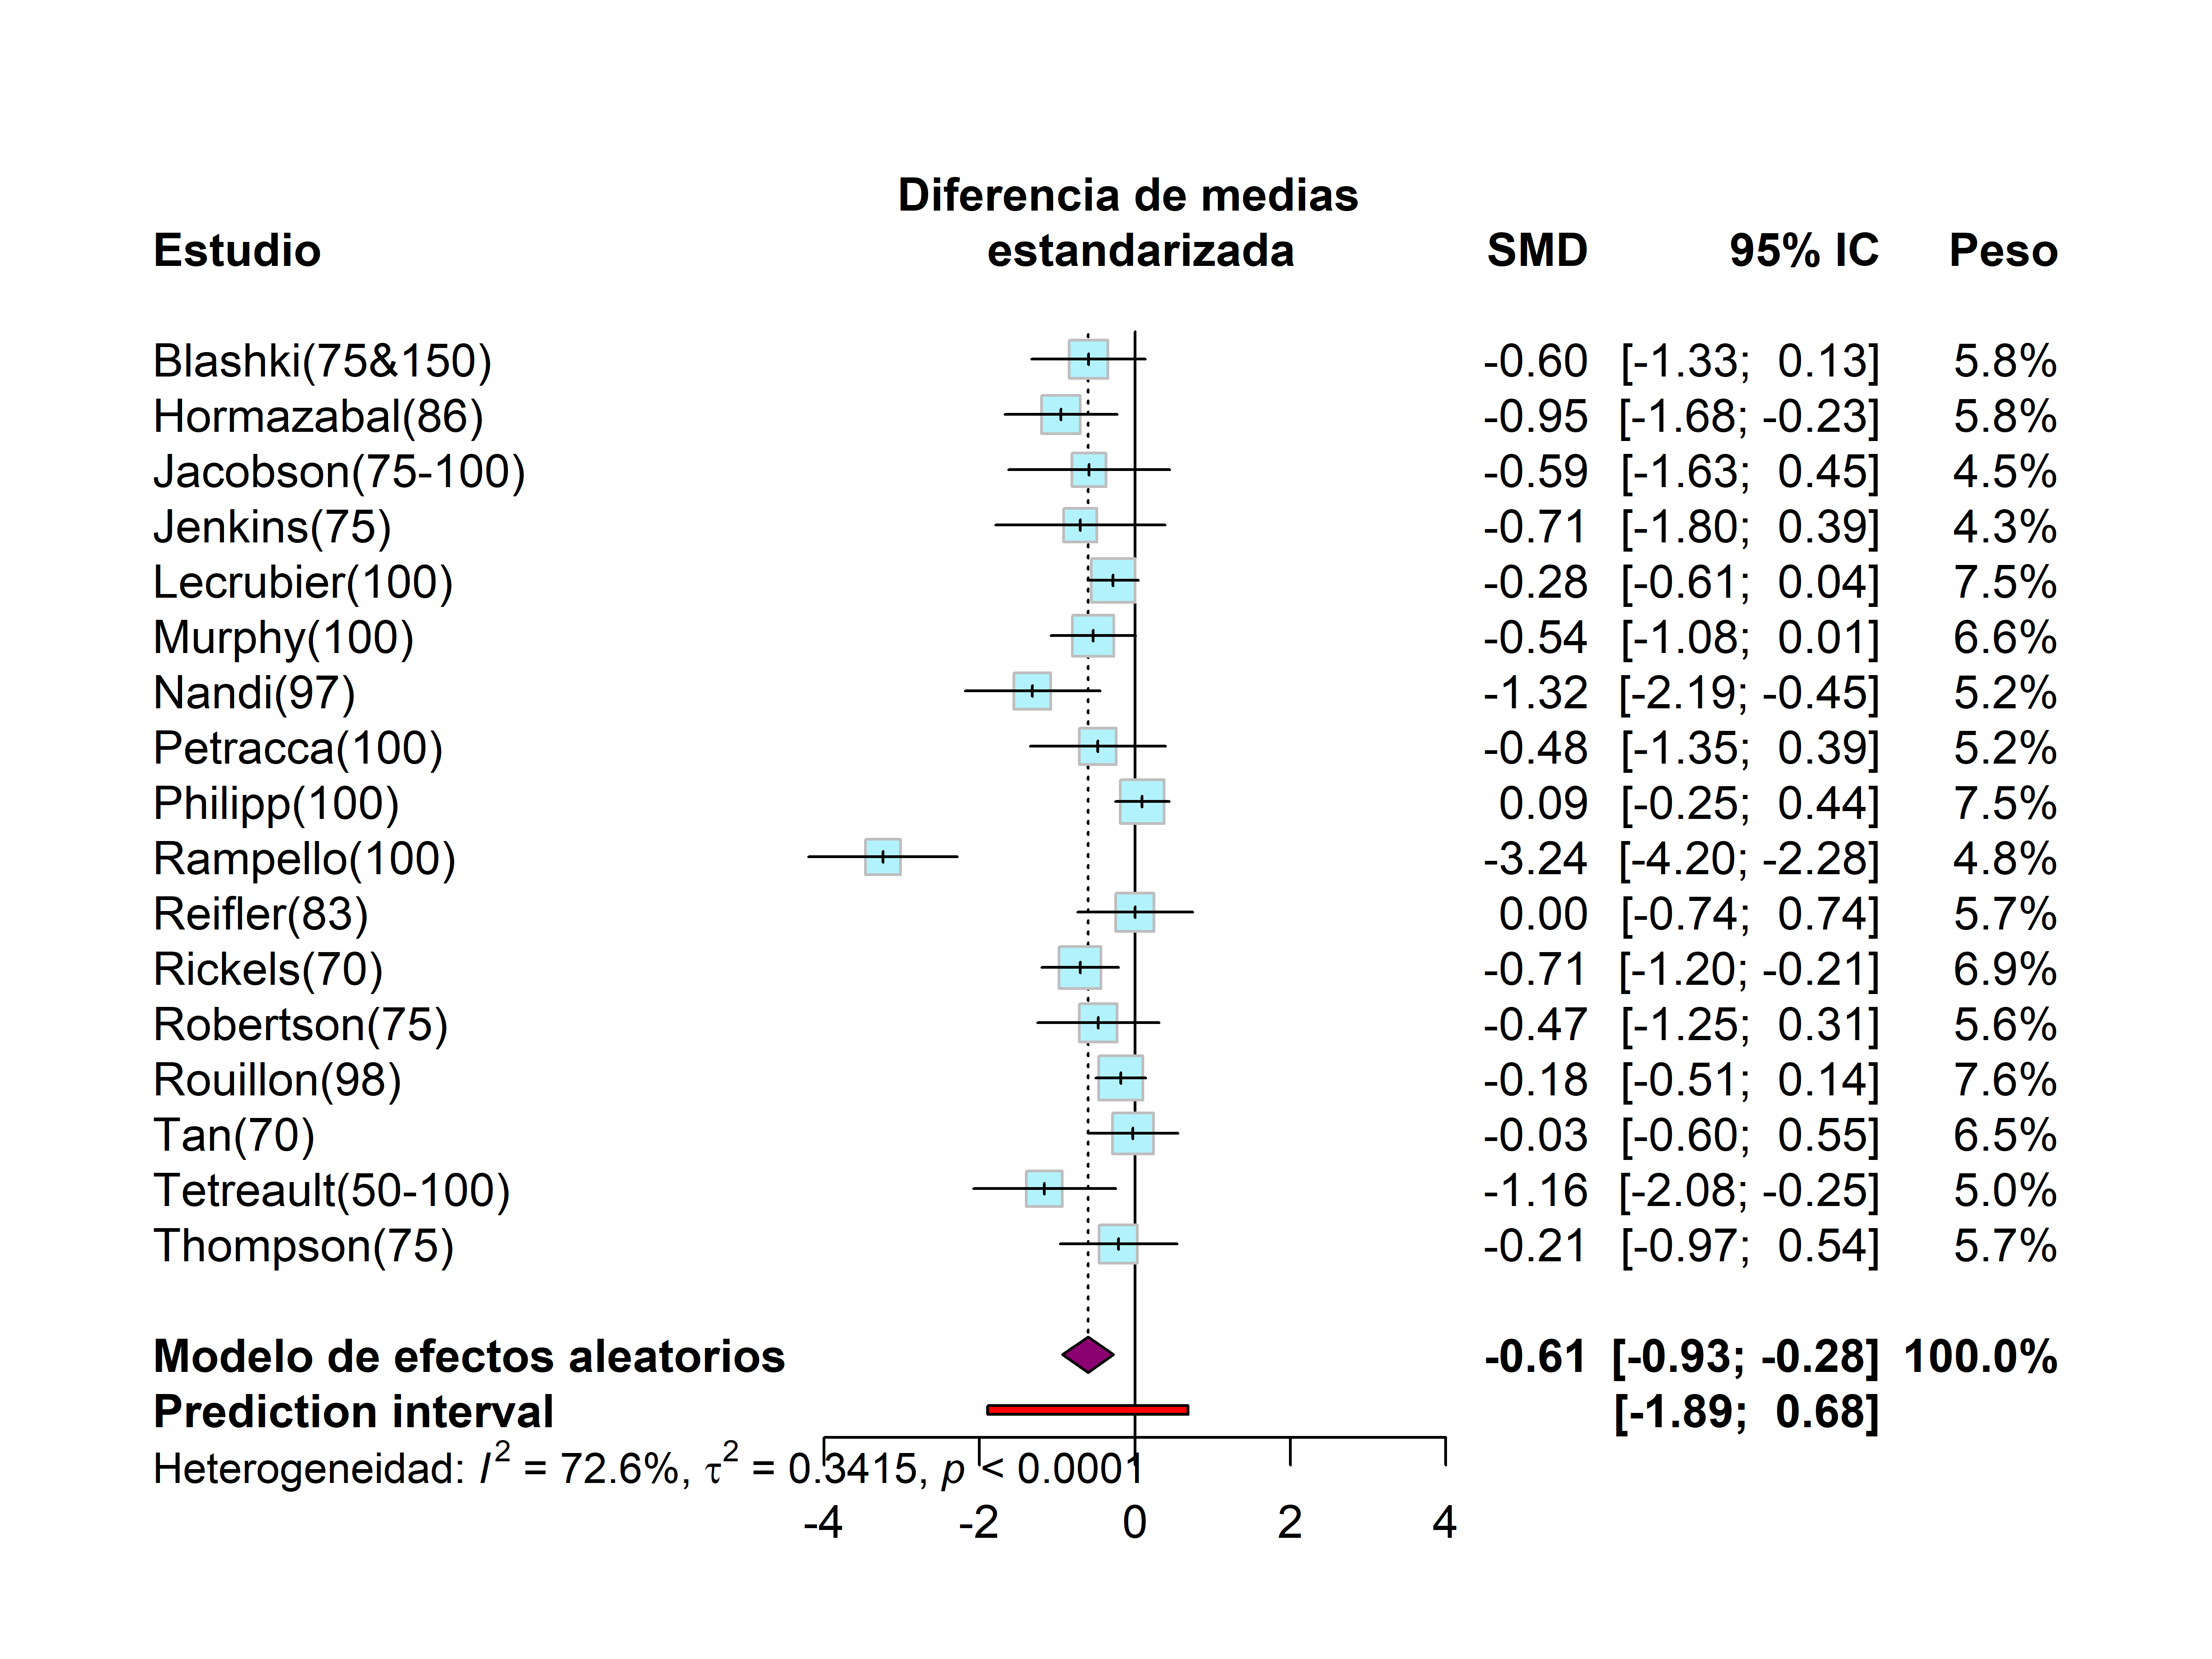 Diferencia de medias
Estudio estandarizada SMD 95% IC Peso
Blashki(75&150) -0.60 [-1.33; 0.13] 5.8%
Hormazabal(86) -0.95 [-1.68; -0.23] 5.8%
Jacobson(75-100) -0.59 [-1.63; 0.45] 4.5%
Jenkins(75) -0.71 [-1.80; 0.39] 4.3%
Lecrubier(100) -0.28 [-0.61; 0.04] 7.5%
Murphy(100) -0.54 [-1.08; 0.01] 6.6%
Nandi(97) -1.32 [-2.19; -0.45] 5.2%
Petracca(100) -0.48 [-1.35; 0.39] 5.2%
Philipp(100) 0.09 [-0.25; 0.44] 7.5%
Rampello(100) -3.24 [-4.20; -2.28] 4.8%
Reifler(83) 0.00 [-0.74; 0.74] 5.7%
Rickels(70) -0.71 [-1.20; -0.21] 6.9%
Robertson(75) -0.47 [-1.25; 0.31] 5.6%
Rouillon(98) -0.18 [-0.51; 0.14] 7.6%
Tan(70) -0.03 [-0.60; 0.55] 6.5%
Tetreault(50-100) -1.16 [-2.08; -0.25] 5.0%
Thompson(75) -0.21 [-0.97; 0.54] 5.7%
Modelo de efectos aleatorios -0.61 [-0.93; -0.28] 100.0%
Prediction interval [-1.89; 0.68]
Heterogeneidad: I² = 72.6%, τ² = 0.3415, p < 0.0001
-4 -2 0 2 4